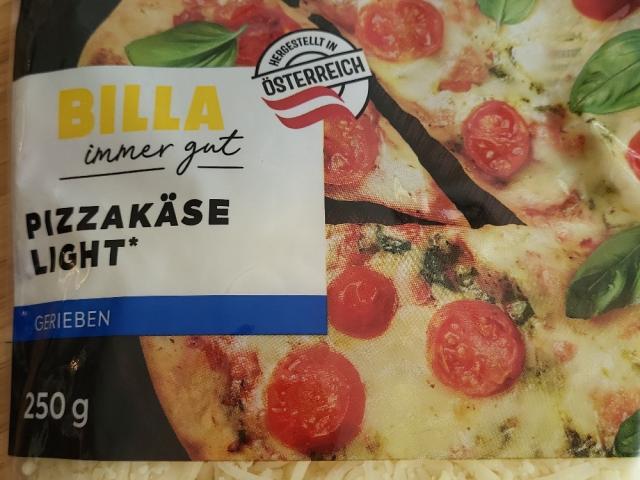 HERGESTELLT IN
ÖSTERREICH
BILLA
immer gut
PIZZAKÄSE
LIGHT*
GERIEBEN
250 g